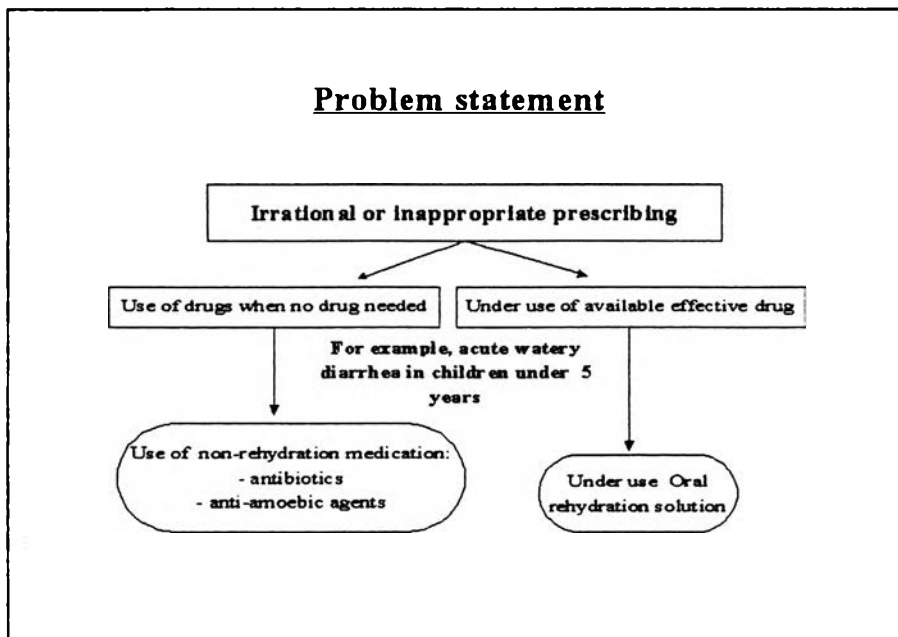 Problem statement
Irrational or inappropriate prescribing
Use of drugs when no drug needed
Under use of available effective drug
For example, acute watery
diarrhea in children under 5
years
Use of non-rehydration medication:
- antibiotics
- anti-amoebic agents
Under use Oral
rehydration solution